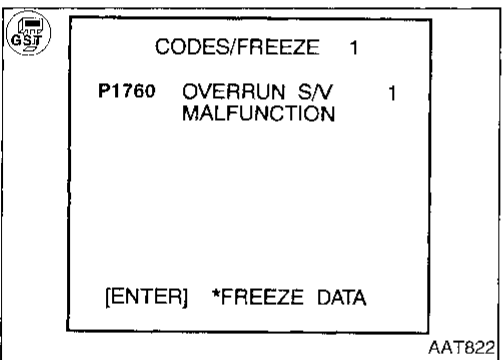 GST
CODES/FREEZE 1
P1760 OVERRUN S/V 1
MALFUNCTION
[ENTER] *FREEZE DATA
AAT822